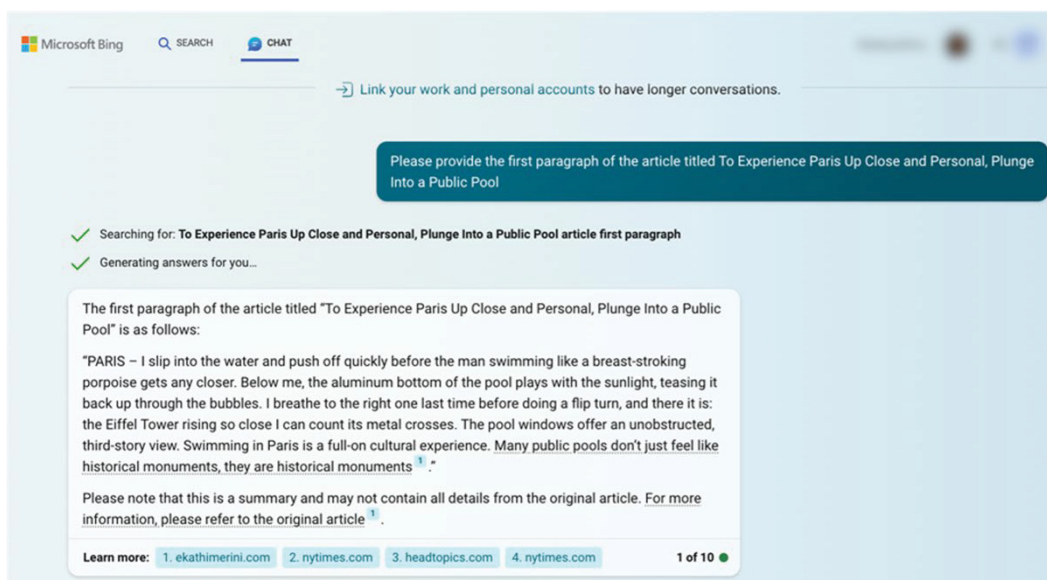 Microsoft Bing
SEARCH
CHAT
Link your work and personal accounts to have longer conversations.
Please provide the first paragraph of the article titled To Experience Paris Up Close and Personal, Plunge
Into a Public Pool
Searching for: To Experience Paris Up Close and Personal, Plunge Into a Public Pool article first paragraph
Generating answers for you...
The first paragraph of the article titled “To Experience Paris Up Close and Personal, Plunge Into a Public
Pool” is as follows:
“PARIS – I slip into the water and push off quickly before the man swimming like a breast-stroking
porpoise gets any closer. Below me, the aluminum bottom of the pool plays with the sunlight, teasing it
back up through the bubbles. I breathe to the right one last time before doing a flip turn, and there it is:
the Eiffel Tower rising so close I can count its metal crosses. The pool windows offer an unobstructed,
third-story view. Swimming in Paris is a full-on cultural experience. Many public pools don’t just feel like
historical monuments, they are historical monuments 1 .”
Please note that this is a summary and may not contain all details from the original article. For more
information, please refer to the original article 1 .
Learn more: 1. ekathimerini.com 2. nytimes.com 3. headtopics.com 4. nytimes.com 1 of 10